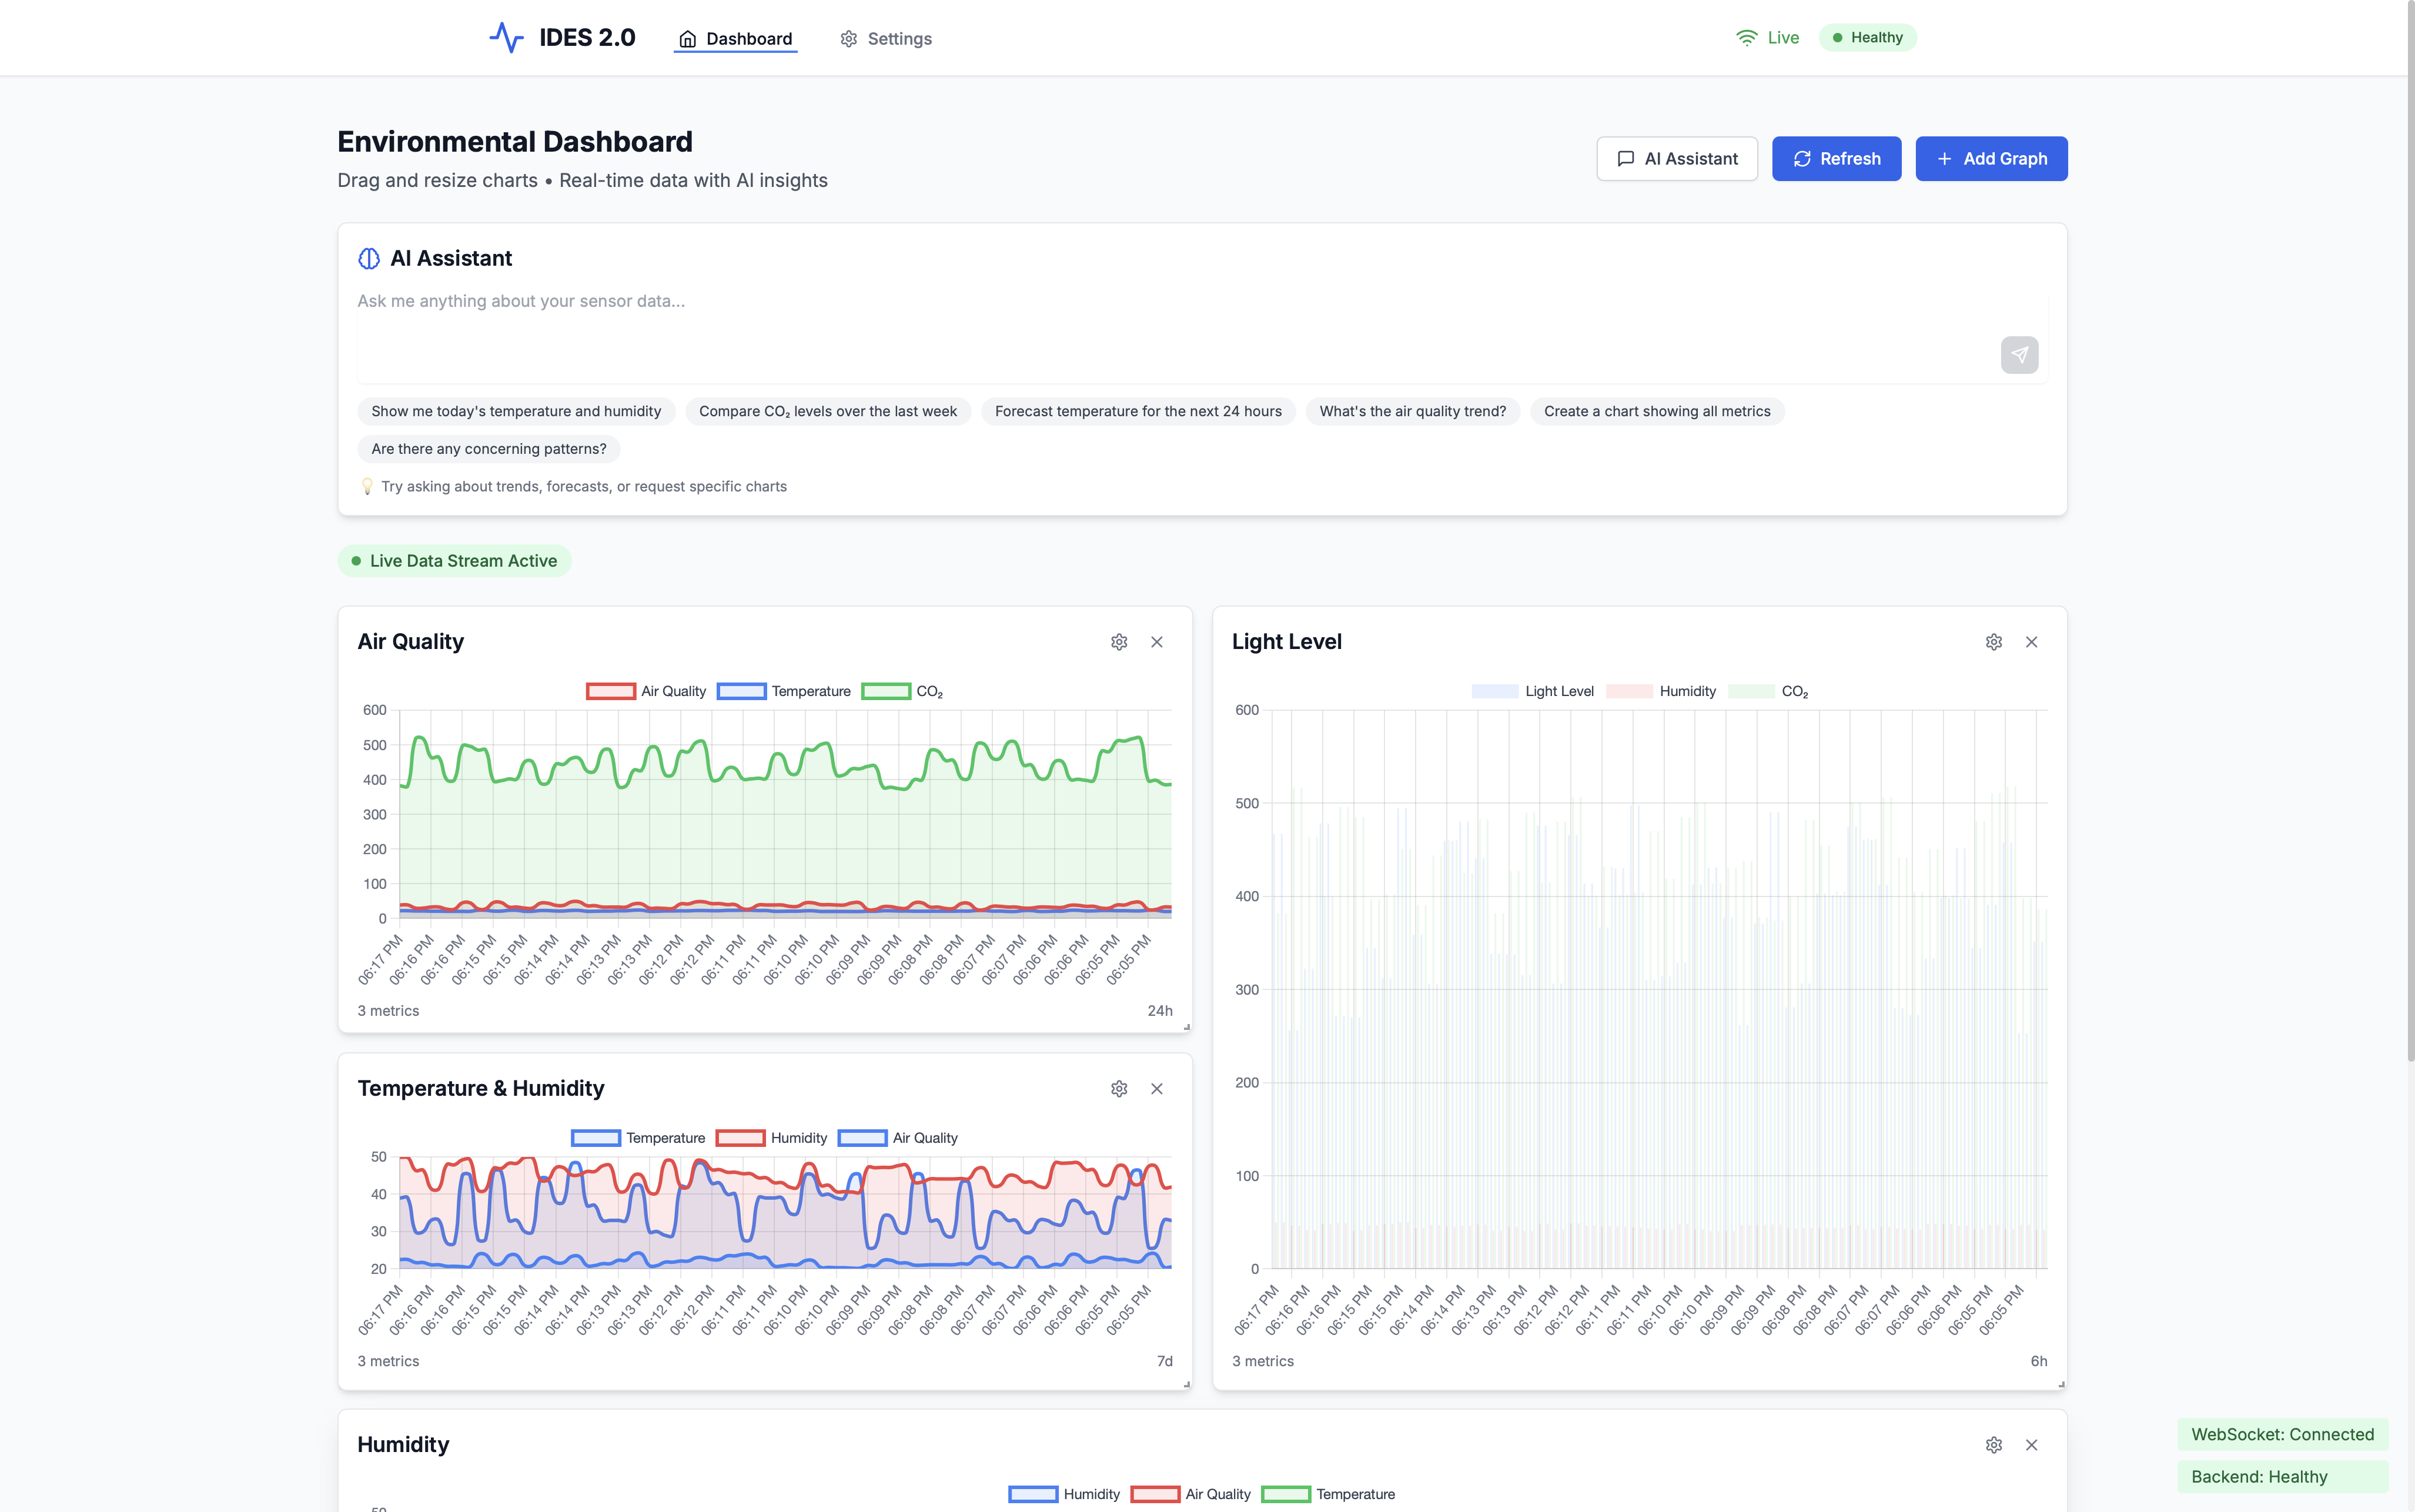 IDES 2.0
Dashboard
Settings
Live
Healthy
Environmental Dashboard
Drag and resize charts • Real-time data with AI insights
AI Assistant
Refresh
Add Graph
AI Assistant
Ask me anything about your sensor data...
Show me today's temperature and humidity
Compare CO₂ levels over the last week
Forecast temperature for the next 24 hours
What's the air quality trend?
Create a chart showing all metrics
Are there any concerning patterns?
💡 Try asking about trends, forecasts, or request specific charts
Live Data Stream Active
Air Quality
Air Quality Temperature CO₂
600
500
400
300
200
100
0
06:17 PM 06:16 PM 06:16 PM 06:15 PM 06:15 PM 06:14 PM 06:14 PM 06:13 PM 06:13 PM 06:12 PM 06:12 PM 06:11 PM 06:11 PM 06:10 PM 06:10 PM 06:09 PM 06:09 PM 06:08 PM 06:08 PM 06:07 PM 06:07 PM 06:06 PM 06:06 PM 06:05 PM 06:05 PM
3 metrics
24h
Light Level
Light Level Humidity CO₂
600
500
400
300
200
100
0
06:17 PM 06:16 PM 06:16 PM 06:15 PM 06:15 PM 06:14 PM 06:14 PM 06:13 PM 06:13 PM 06:12 PM 06:12 PM 06:11 PM 06:11 PM 06:10 PM 06:10 PM 06:09 PM 06:09 PM 06:08 PM 06:08 PM 06:07 PM 06:07 PM 06:06 PM 06:06 PM 06:05 PM 06:05 PM
3 metrics
6h
Temperature & Humidity
Temperature Humidity Air Quality
50
40
30
20
06:17 PM 06:16 PM 06:16 PM 06:15 PM 06:15 PM 06:14 PM 06:14 PM 06:13 PM 06:13 PM 06:12 PM 06:12 PM 06:11 PM 06:11 PM 06:10 PM 06:10 PM 06:09 PM 06:09 PM 06:08 PM 06:08 PM 06:07 PM 06:07 PM 06:06 PM 06:06 PM 06:05 PM 06:05 PM
3 metrics
7d
Humidity
Humidity Air Quality Temperature
50
WebSocket: Connected
Backend: Healthy